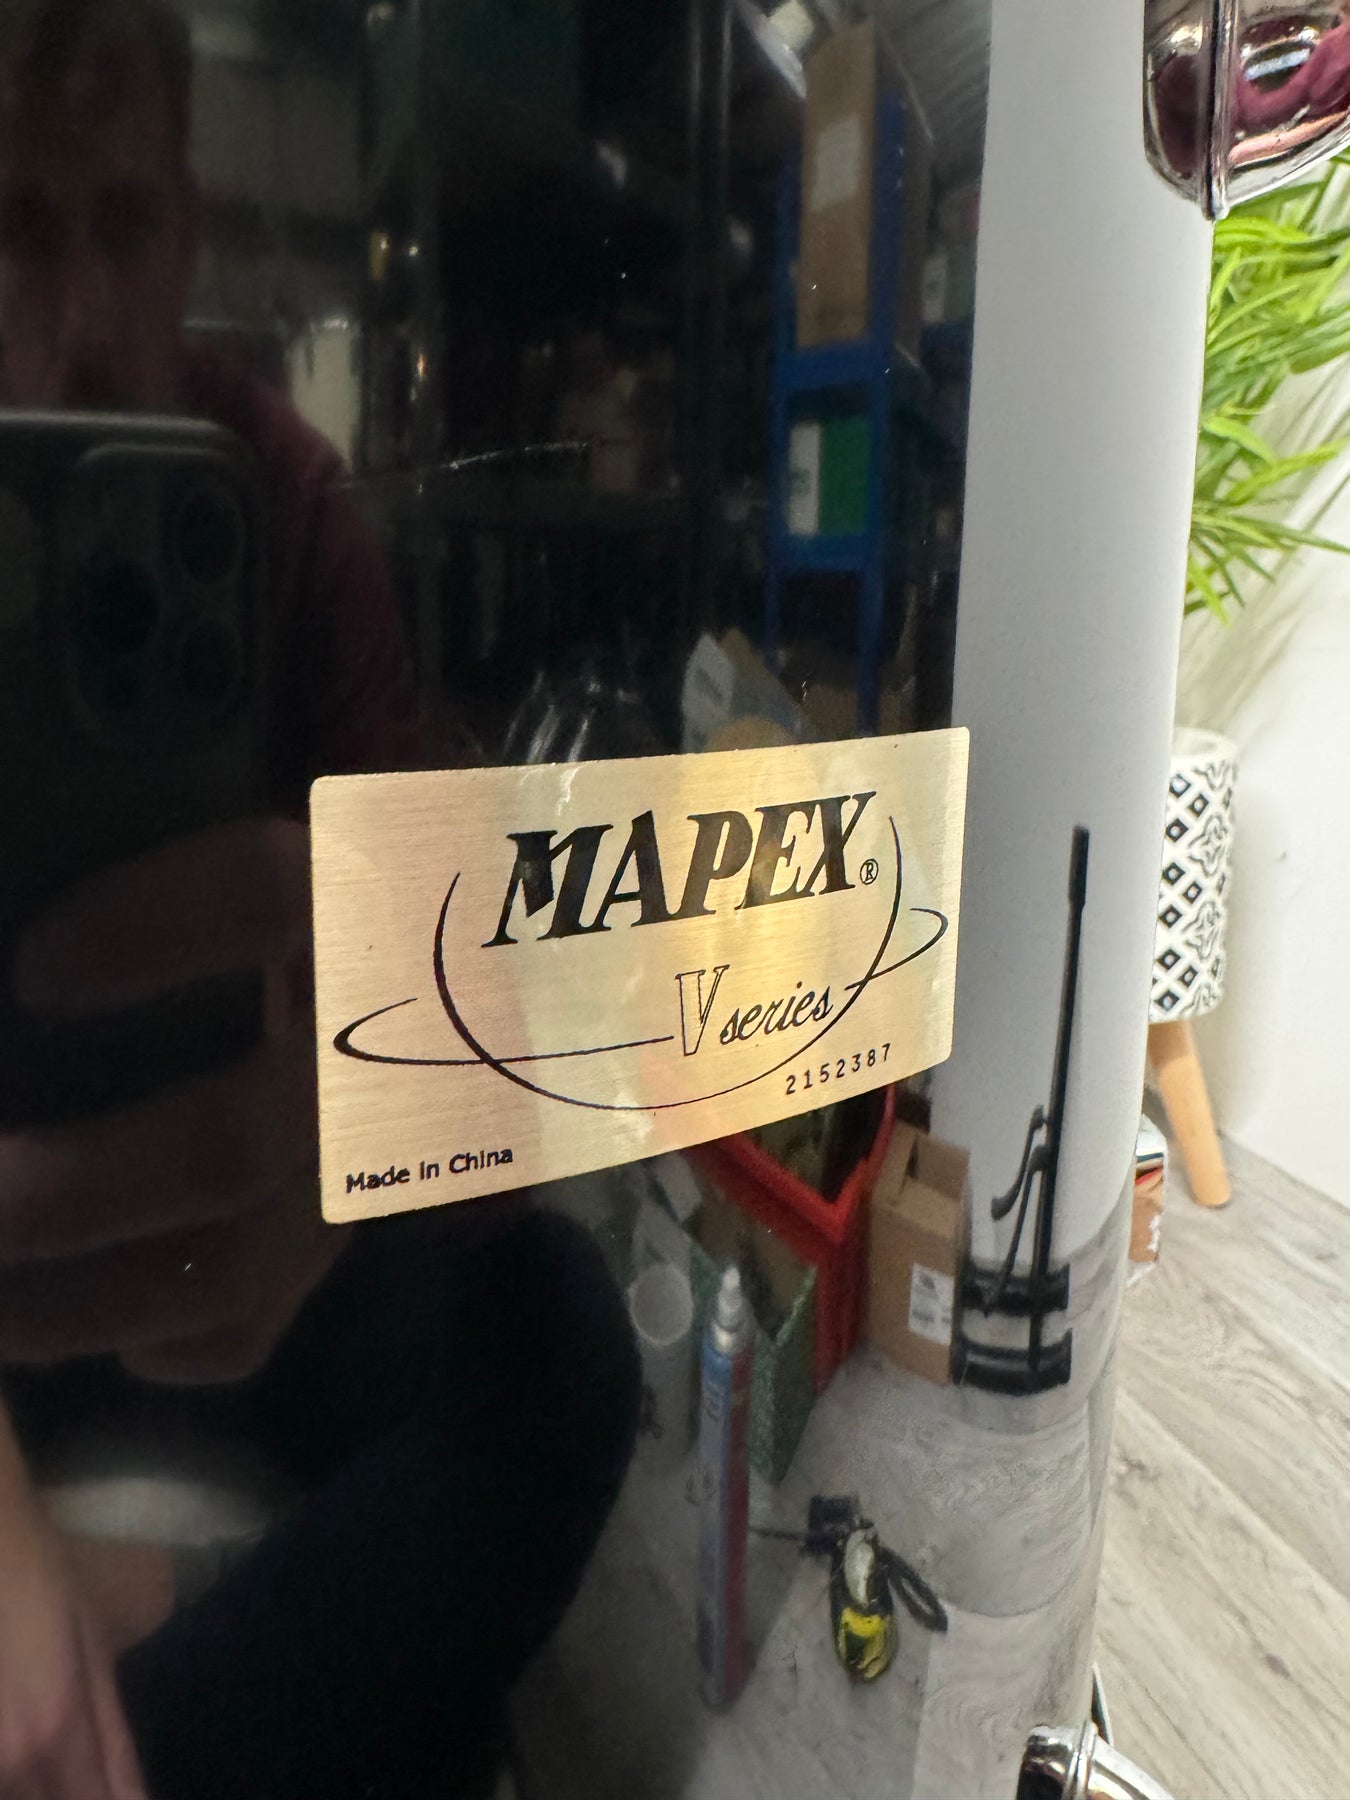 MAPEX®
V series
2152387
Made in China